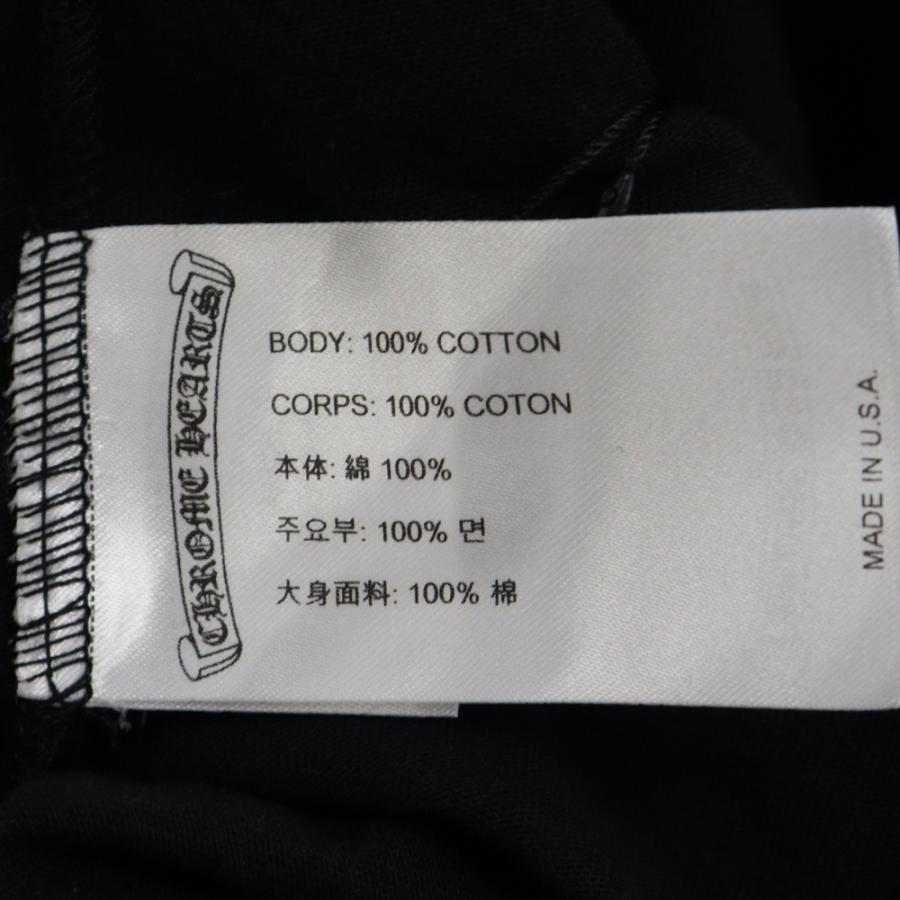 CHROME HEARTS
BODY: 100% COTTON
CORPS: 100% COTON
本体: 綿 100%
주요부: 100% 면
大身面料: 100% 棉
MADE IN U.S.A.